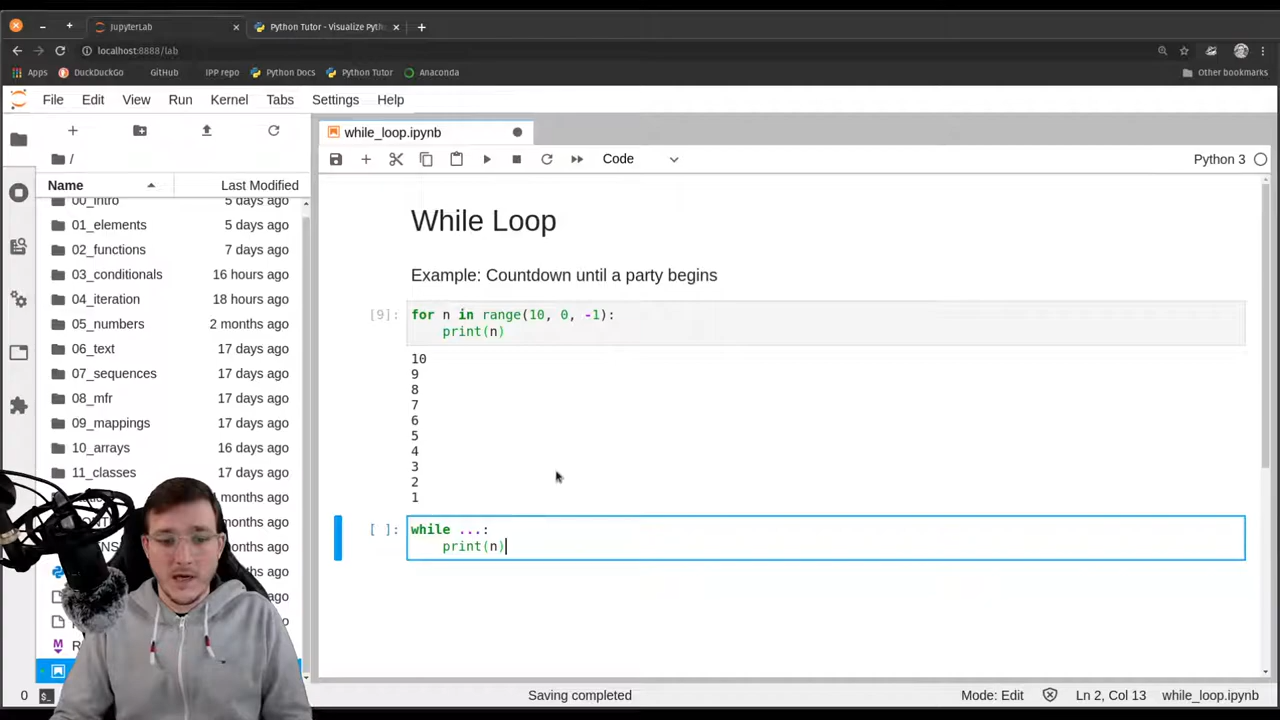 JupyterLab
Python Tutor - Visualize Pyth
localhost:8888/lab
Apps DuckDuckGo GitHub IPP repo Python Docs Python Tutor Anaconda Other bookmarks
File Edit View Run Kernel Tabs Settings Help
while_loop.ipynb
/
Code
Python 3
Name Last Modified
00_intro 5 days ago
01_elements 5 days ago
02_functions 7 days ago
03_conditionals 16 hours ago
04_iteration 18 hours ago
05_numbers 2 months ago
06_text 17 days ago
07_sequences 17 days ago
08_mfr 17 days ago
09_mappings 17 days ago
10_arrays 16 days ago
11_classes 17 days ago
months ago
months ago
months ago
months ago
months ago
months ago
While Loop
Example: Countdown until a party begins
[9]: for n in range(10, 0, -1):
print(n)
10
9
8
7
6
5
4
3
2
1
[ ]: while ...:
print(n)
0 $_ Saving completed Mode: Edit Ln 2, Col 13 while_loop.ipynb